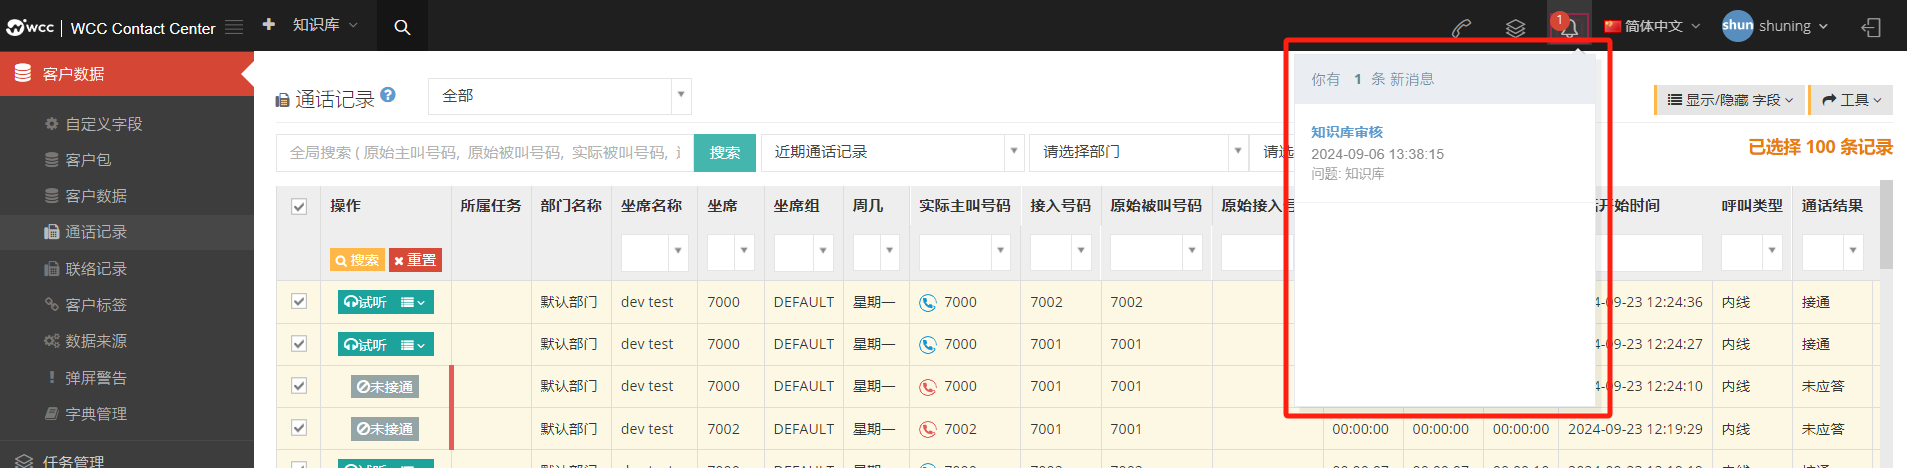 wcc | WCC Contact Center
知识库
1
简体中文
shun
shuning
客户数据
自定义字段
客户包
客户数据
通话记录
联络记录
客户标签
数据来源
弹屏警告
字典管理
任务管理
通话记录
全部
显示/隐藏 字段
工具
全局搜索 ( 原始主叫号码, 原始被叫号码, 实际被叫号码,
搜索
近期通话记录
请选择部门
请选
已选择 100 条记录
你有 1 条 新消息
知识库审核
2024-09-06 13:38:15
问题: 知识库
操作 所属任务 部门名称 坐席名称 坐席 坐席组 周几 实际主叫号码 接入号码 原始被叫号码 原始接入 开始时间 呼叫类型 通话结果
搜索 重置
试听 默认部门 dev test 7000 DEFAULT 星期一 7000 7002 7002 4-09-23 12:24:36 内线 接通
试听 默认部门 dev test 7000 DEFAULT 星期一 7000 7001 7001 4-09-23 12:24:27 内线 接通
未接通 默认部门 dev test 7000 DEFAULT 星期一 7000 7001 7001 4-09-23 12:24:10 内线 未应答
未接通 默认部门 dev test 7002 DEFAULT 星期一 7002 7001 7001 00:00:00 00:00:00 00:00:00 2024-09-23 12:19:29 内线 未应答